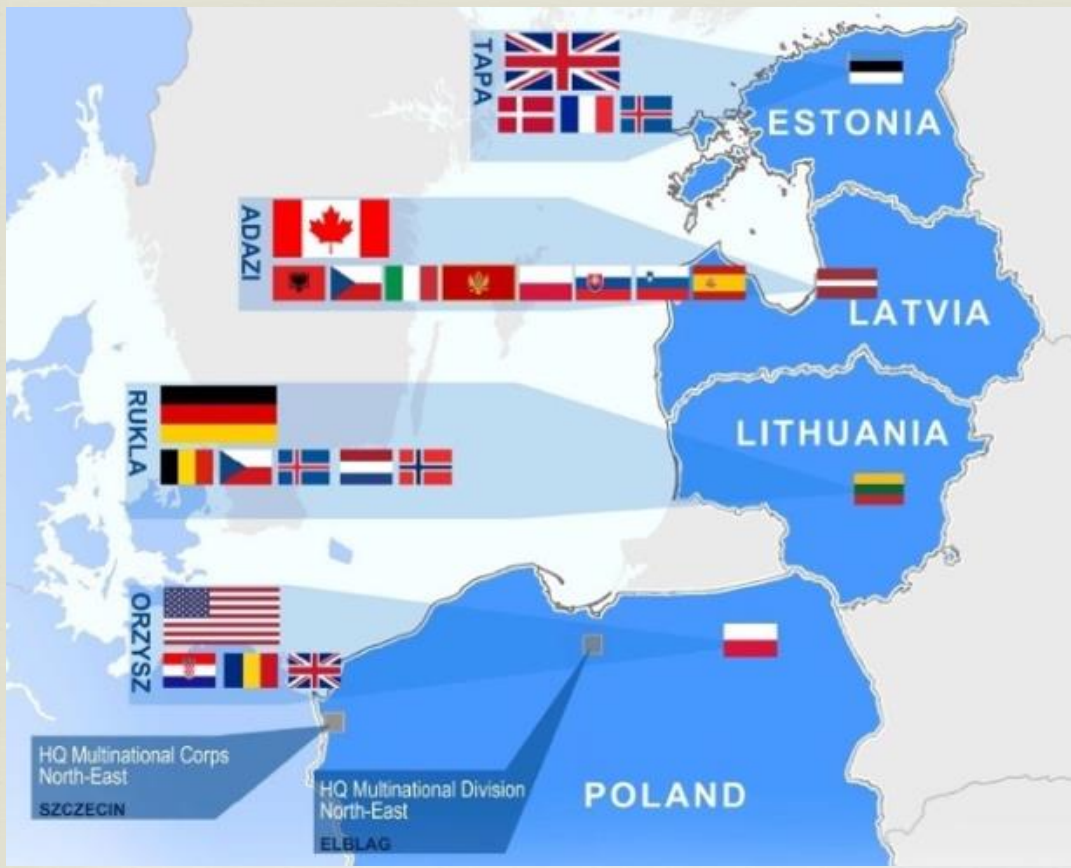 TAPA
ESTONIA
ADAZI
LATVIA
RUKLA
LITHUANIA
ORZYSZ
HQ Multinational Corps
North-East
SZCZECIN
HQ Multinational Division
North-East
ELBLAG
POLAND